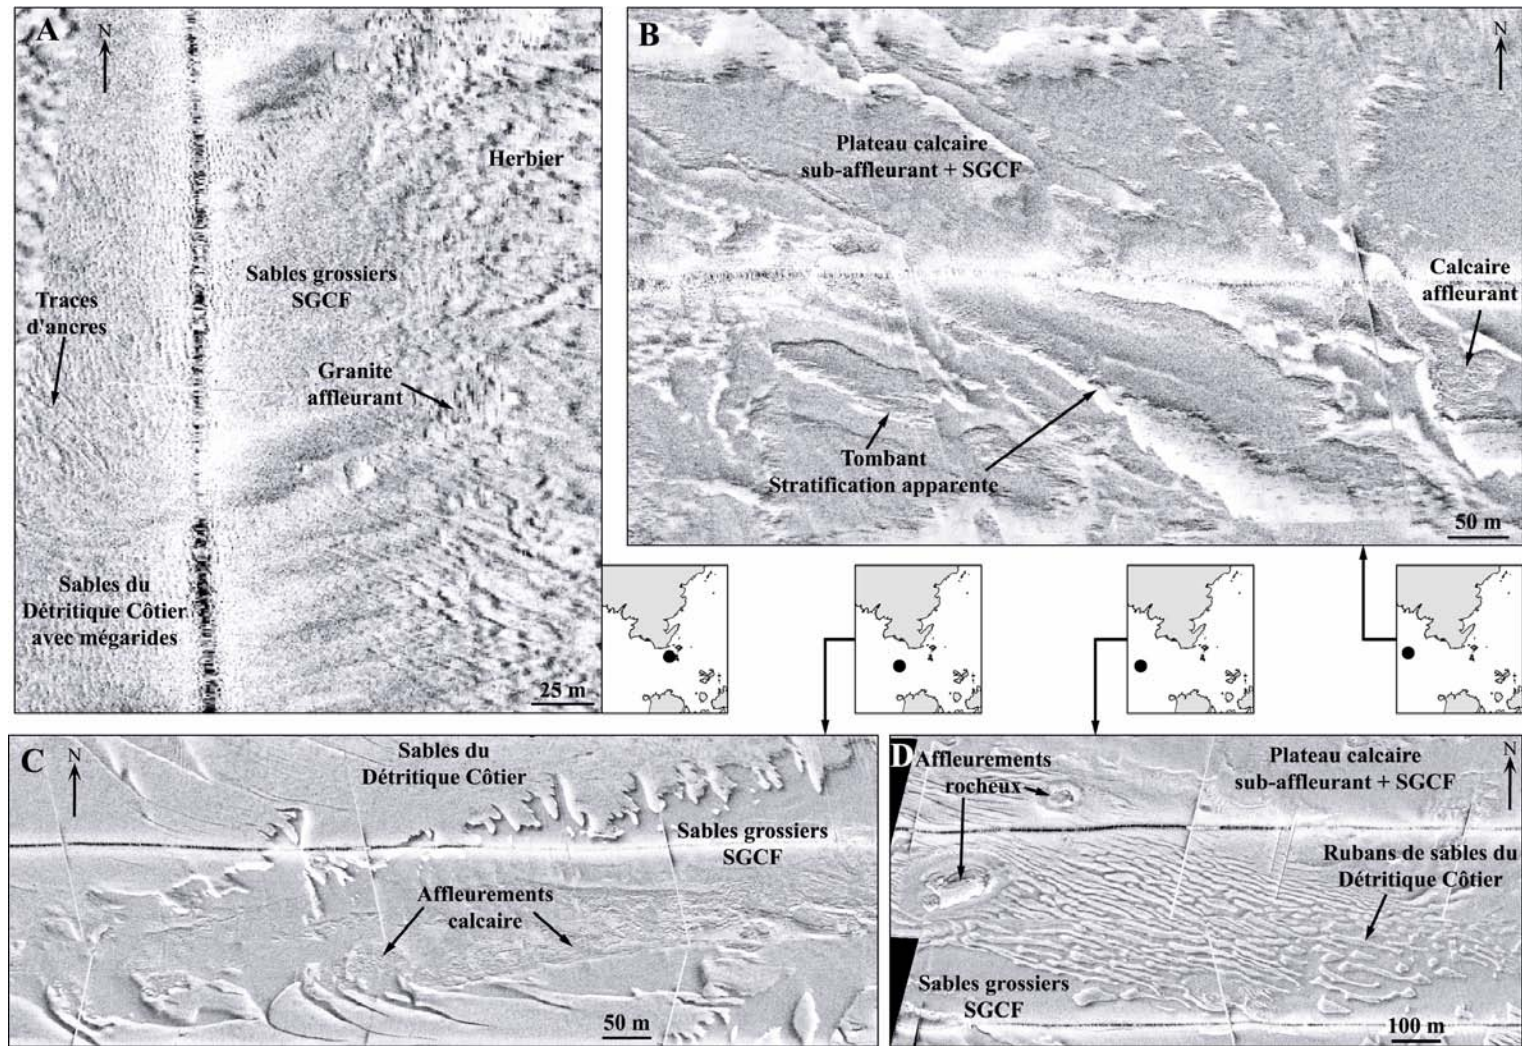 A
N
Herbier
Sables grossiers
SGCF
Traces
d'ancres
Granite
affleurant
Sables du
Détritique Côtier
avec mégarides
25 m
B
N
Plateau calcaire
sub-affleurant + SGCF
Calcaire
affleurant
Tombant
Stratification apparente
50 m
C
N
Sables du
Détritique Côtier
Sables grossiers
SGCF
Affleurements
calcaire
50 m
D
N
Affleurements
rocheux
Plateau calcaire
sub-affleurant + SGCF
Rubans de sables du
Détritique Côtier
Sables grossiers
SGCF
100 m